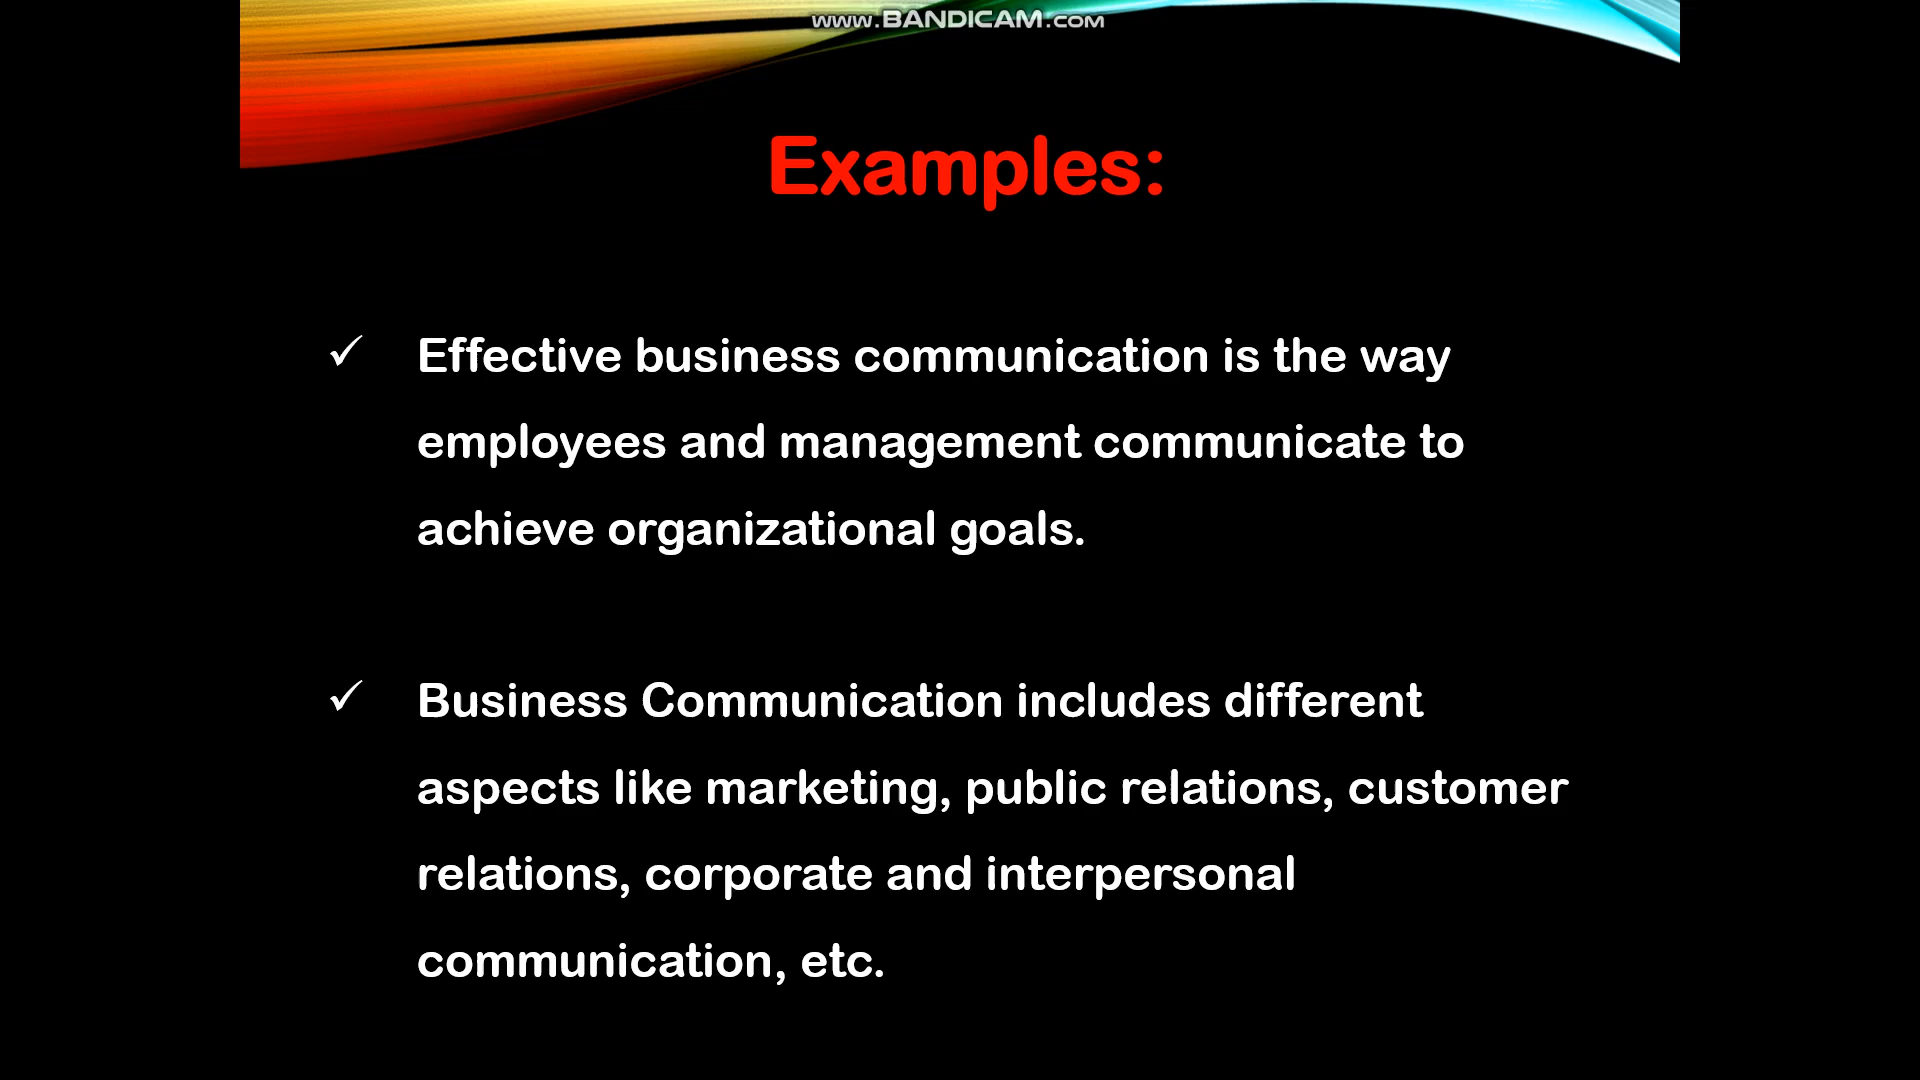 www.BANDICAM.com
Examples:
✓ Effective business communication is the way
employees and management communicate to
achieve organizational goals.
✓ Business Communication includes different
aspects like marketing, public relations, customer
relations, corporate and interpersonal
communication, etc.